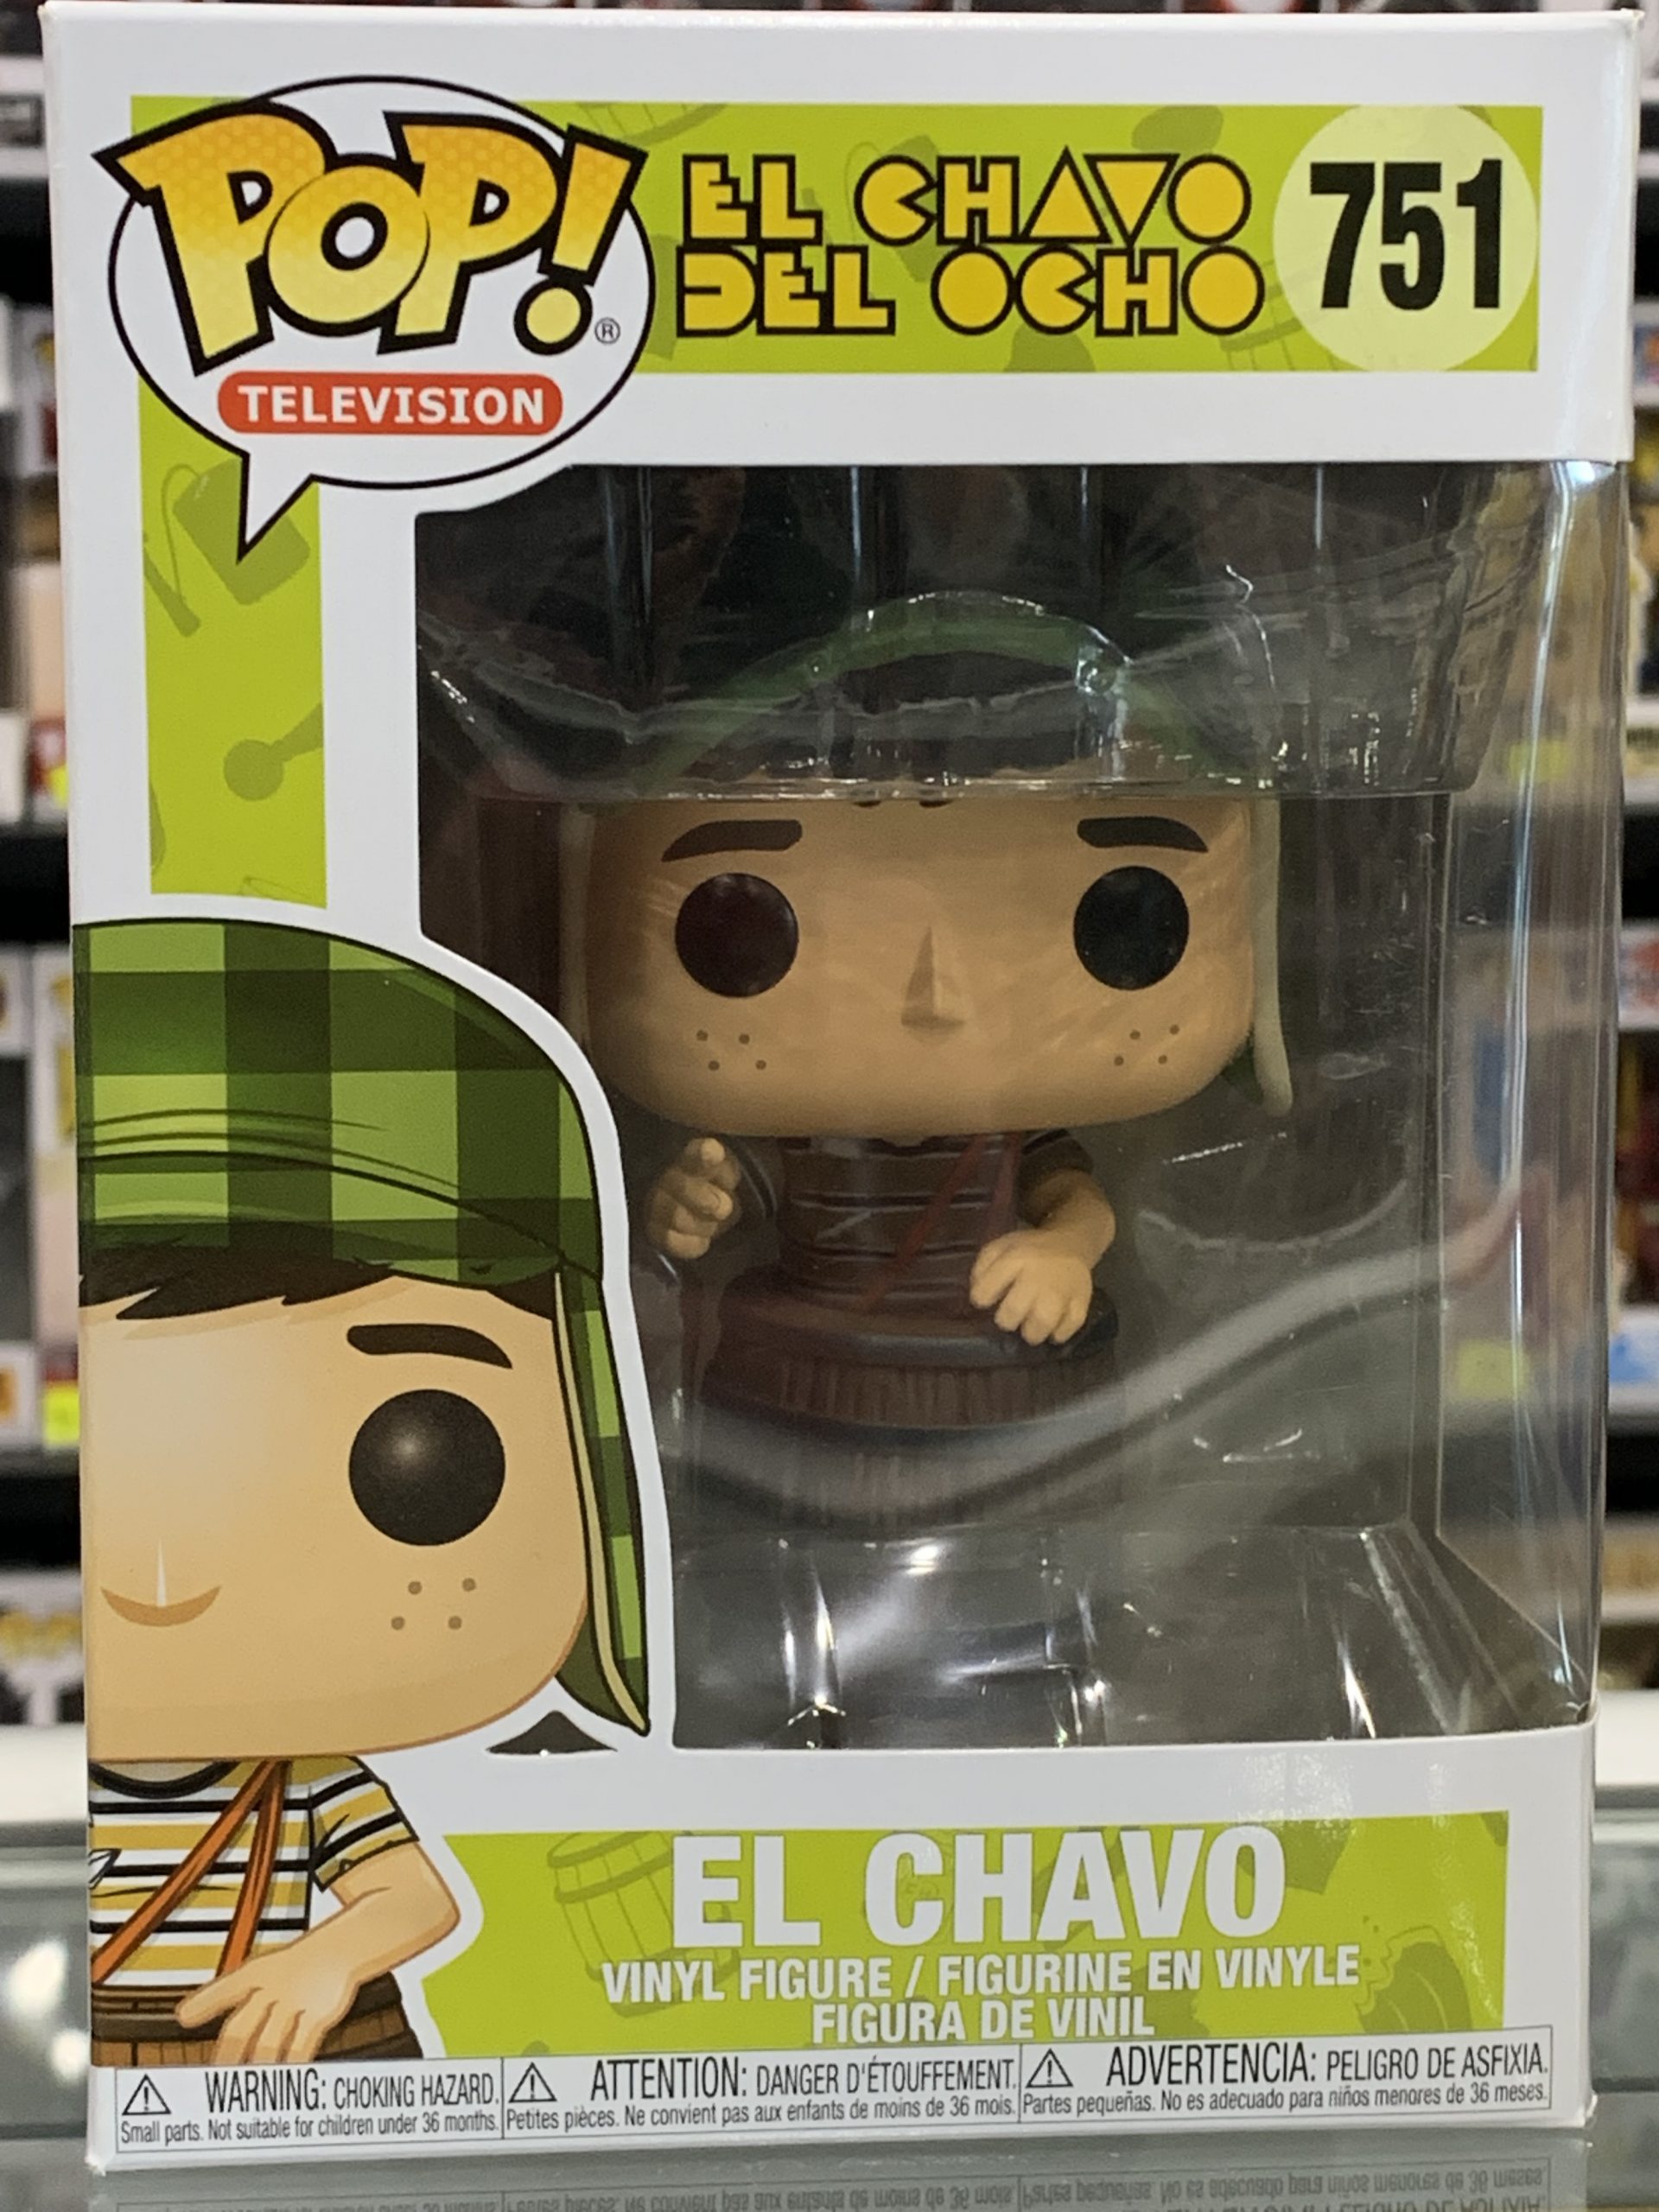 POP!®
TELEVISION
EL CHAVO
DEL OCHO
751
EL CHAVO
VINYL FIGURE / FIGURINE EN VINYLE
FIGURA DE VINIL
WARNING: CHOKING HAZARD.
Small parts. Not suitable for children under 36 months.
ATTENTION: DANGER D'ÉTOUFFEMENT.
Petites pièces. Ne convient pas aux enfants de moins de 36 mois.
ADVERTENCIA: PELIGRO DE ASFIXIA.
Partes pequeñas. No es adecuado para niños menores de 36 meses.